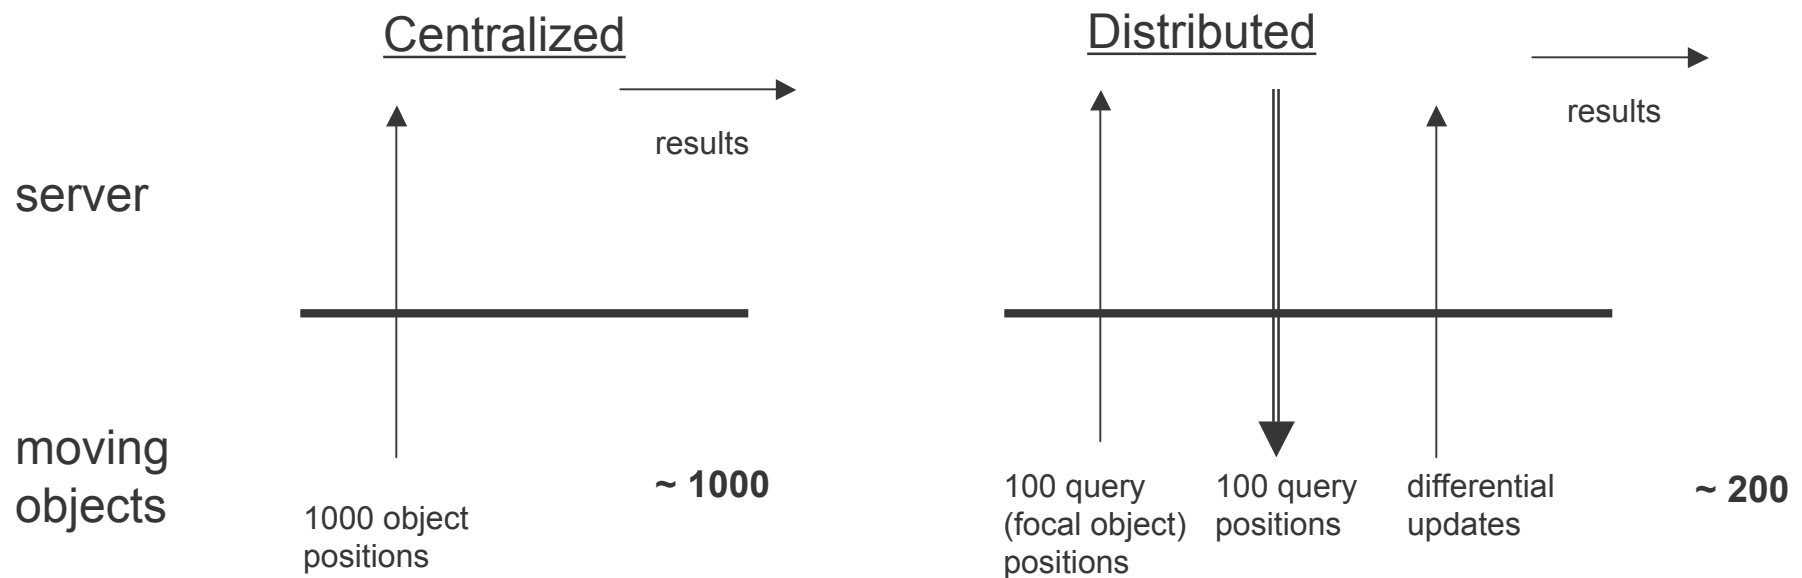 Centralized
Distributed
results
results
server
moving
objects
1000 object
positions
~ 1000
100 query
(focal object)
positions
100 query
positions
differential
updates
~ 200